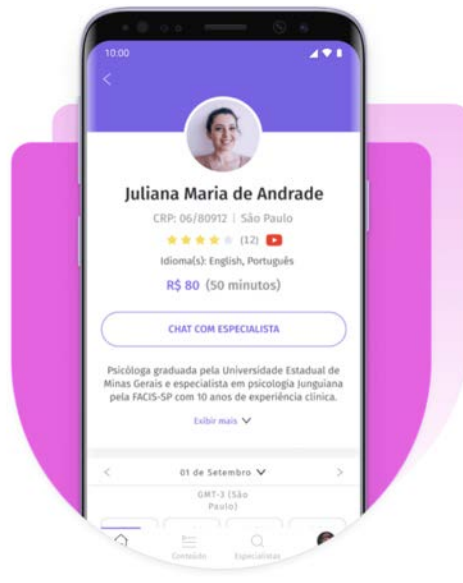 10:00
Juliana Maria de Andrade
CRP: 06/80912 | São Paulo
(12)
Idioma(s): English, Português
R$ 80 (50 minutos)
CHAT COM ESPECIALISTA
Psicóloga graduada pela Universidade Estadual de
Minas Gerais e especialista em psicologia Junguiana
pela FACIS-SP com 10 anos de experiência clínica.
Exibir mais
01 de Setembro
GMT-3 (São
Paulo)
Conteúdo Especialistas